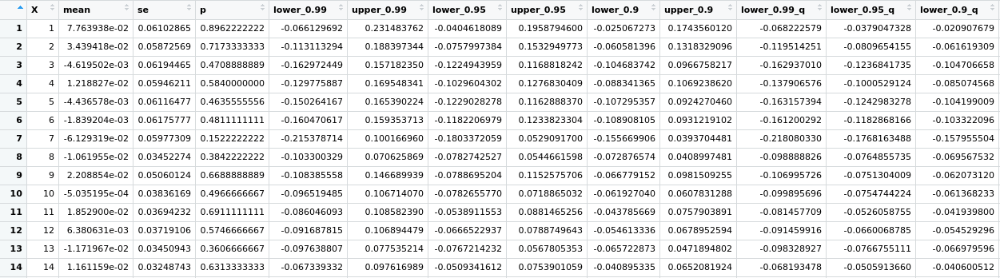 X mean se p lower_0.99 upper_0.99 lower_0.95 upper_0.95 lower_0.9 upper_0.9 lower_0.99_q lower_0.95_q lower_0.9_q
1 1 7.763938e-02 0.06102865 0.8962222222 -0.066129692 0.231483762 -0.0404618089 0.1958794600 -0.025067273 0.1743560120 -0.068222579 -0.0379047328 -0.020907679
2 2 3.439418e-02 0.05872569 0.7173333333 -0.113113294 0.188397344 -0.0757997384 0.1532949773 -0.060581396 0.1318329096 -0.119514251 -0.0809654155 -0.061619309
3 3 -4.619502e-03 0.06194465 0.4708888889 -0.162972449 0.157182350 -0.1224943959 0.1168818242 -0.104683742 0.0966758217 -0.162937010 -0.1236841735 -0.104706658
4 4 1.218827e-02 0.05946211 0.5840000000 -0.129775887 0.169548341 -0.1029604302 0.1276830409 -0.088341365 0.1069238620 -0.137906576 -0.1000529124 -0.085074568
5 5 -4.436578e-03 0.06116477 0.4635555556 -0.150264167 0.165390224 -0.1229028278 0.1162888370 -0.107295357 0.0924270460 -0.163157394 -0.1242983278 -0.104199009
6 6 -1.839204e-03 0.06175777 0.4811111111 -0.160470617 0.159353713 -0.1182206979 0.1233823304 -0.108908105 0.0931219102 -0.161200292 -0.1182868166 -0.103322096
7 7 -6.129319e-02 0.05977309 0.1522222222 -0.215378714 0.100166960 -0.1803372059 0.0529091700 -0.155669906 0.0393704481 -0.218080330 -0.1768163488 -0.157955504
8 8 -1.061955e-02 0.03452274 0.3842222222 -0.103300329 0.070625869 -0.0782742527 0.0544661598 -0.072876574 0.0408997481 -0.098888826 -0.0764855735 -0.069567532
9 9 2.208854e-02 0.05060124 0.6688888889 -0.108385558 0.146689939 -0.0788695204 0.1152575706 -0.066779152 0.0981509255 -0.106995726 -0.0751304009 -0.062073120
10 10 -5.035195e-04 0.03836169 0.4966666667 -0.096519485 0.106714070 -0.0782655770 0.0718865032 -0.061927040 0.0607831288 -0.099895696 -0.0754744224 -0.061368233
11 11 1.852900e-02 0.03694232 0.6911111111 -0.086046093 0.108582390 -0.0538911553 0.0881465256 -0.043785669 0.0757903891 -0.081457709 -0.0526058755 -0.041939800
12 12 6.380631e-03 0.03719106 0.5746666667 -0.091687815 0.106894479 -0.0666522937 0.0788749643 -0.054613336 0.0678952594 -0.091459916 -0.0660068785 -0.054529296
13 13 -1.171967e-02 0.03450943 0.3606666667 -0.097638807 0.077535214 -0.0767214232 0.0567805353 -0.065722873 0.0471894802 -0.098328927 -0.0766755111 -0.066979596
14 14 1.161159e-02 0.03248743 0.6313333333 -0.067339332 0.097616989 -0.0509341612 0.0753901059 -0.040895335 0.0652081924 -0.068193478 -0.0505913660 -0.040600512